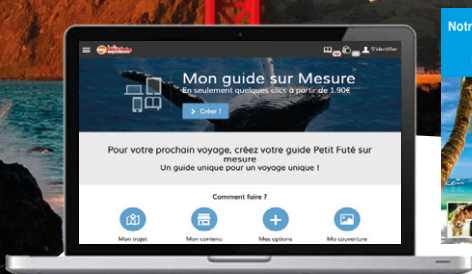 S'identifier
Notr
Mon guide sur Mesure
En seulement quelques clics à partir de 1.90€
> Créer !
Pour votre prochain voyage, créez votre guide Petit Futé sur
mesure
Un guide unique pour un voyage unique !
Comment faire ?
Mon trajet
Mon contenu
Mes options
Ma couverture